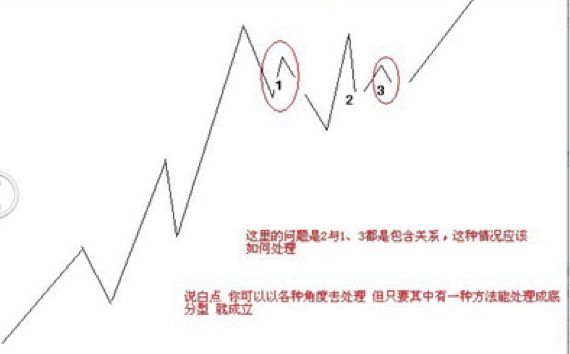 1
2
3
这里的问题是2与1、3都是包含关系，这种情况应该
如何处理
说白点 你可以以各种角度去处理 但只要其中有一种方法能处理成底
分型 就成立